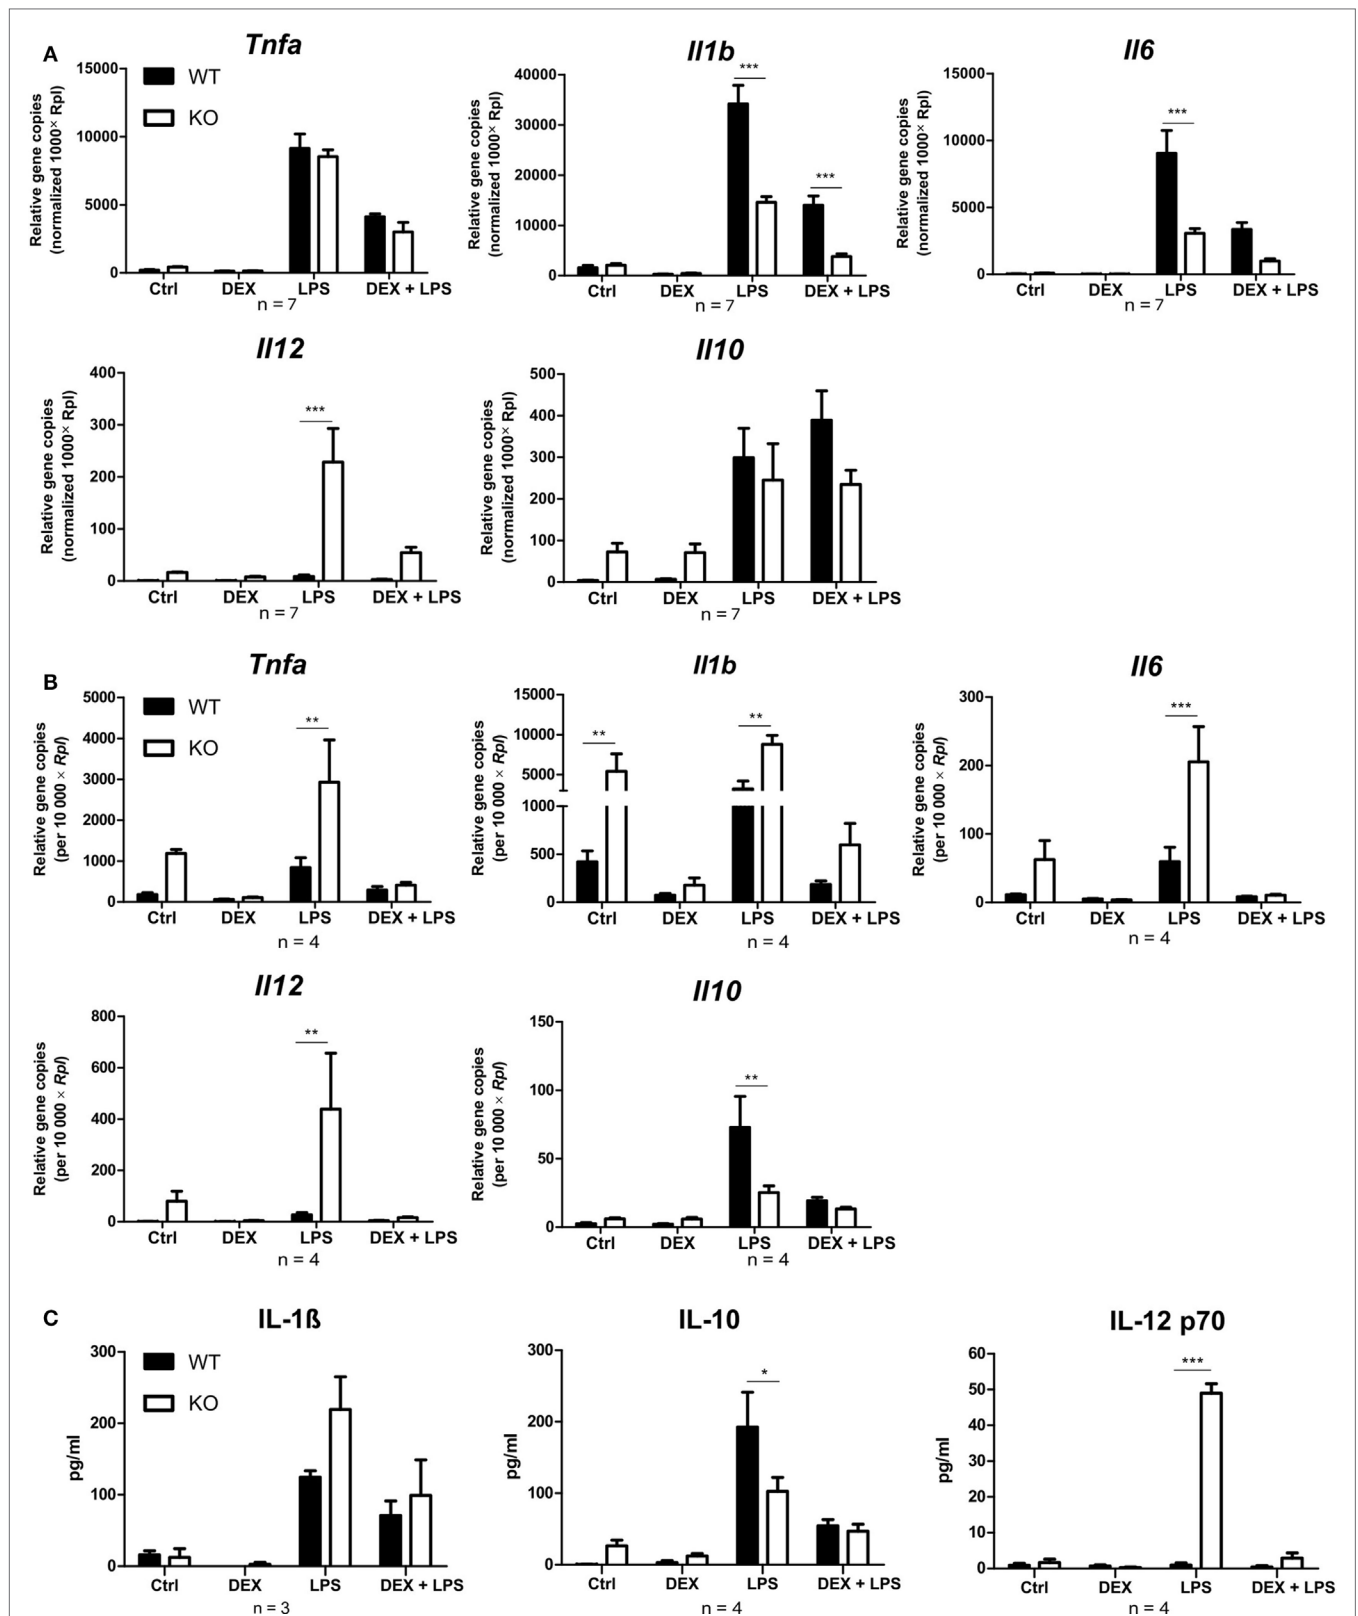 A
Tnfa
Relative gene copies
(normalized 1000× Rpl)
15000
10000
5000
0
WT
KO
Ctrl
DEX
LPS
DEX + LPS
n = 7
Il1b
***
***
Relative gene copies
(normalized 1000× Rpl)
40000
30000
20000
10000
0
Ctrl
DEX
LPS
DEX + LPS
n = 7
Il6
***
Relative gene copies
(normalized 1000× Rpl)
15000
10000
5000
0
Ctrl
DEX
LPS
DEX + LPS
n = 7
Il12
***
Relative gene copies
(normalized 1000× Rpl)
400
300
200
100
0
Ctrl
DEX
LPS
DEX + LPS
n = 7
Il10
Relative gene copies
(normalized 1000× Rpl)
500
400
300
200
100
0
Ctrl
DEX
LPS
DEX + LPS
n = 7
B
Tnfa
**
Relative gene copies
(per 10 000 × Rpl)
5000
4000
3000
2000
1000
0
WT
KO
Ctrl
DEX
LPS
DEX + LPS
n = 4
Il1b
**
**
Relative gene copies
(per 10 000 × Rpl)
15000
10000
5000
1000
500
0
Ctrl
DEX
LPS
DEX + LPS
n = 4
Il6
***
Relative gene copies
(per 10 000 × Rpl)
300
200
100
0
Ctrl
DEX
LPS
DEX + LPS
n = 4
Il12
**
Relative gene copies
(per 10 000 × Rpl)
800
600
400
200
0
Ctrl
DEX
LPS
DEX + LPS
n = 4
Il10
**
Relative gene copies
(per 10 000 × Rpl)
150
100
50
0
Ctrl
DEX
LPS
DEX + LPS
n = 4
C
IL-1ß
pg/ml
300
200
100
0
WT
KO
Ctrl
DEX
LPS
DEX + LPS
n = 3
IL-10
*
pg/ml
300
200
100
0
Ctrl
DEX
LPS
DEX + LPS
n = 4
IL-12 p70
***
pg/ml
60
50
40
30
20
10
0
Ctrl
DEX
LPS
DEX + LPS
n = 4